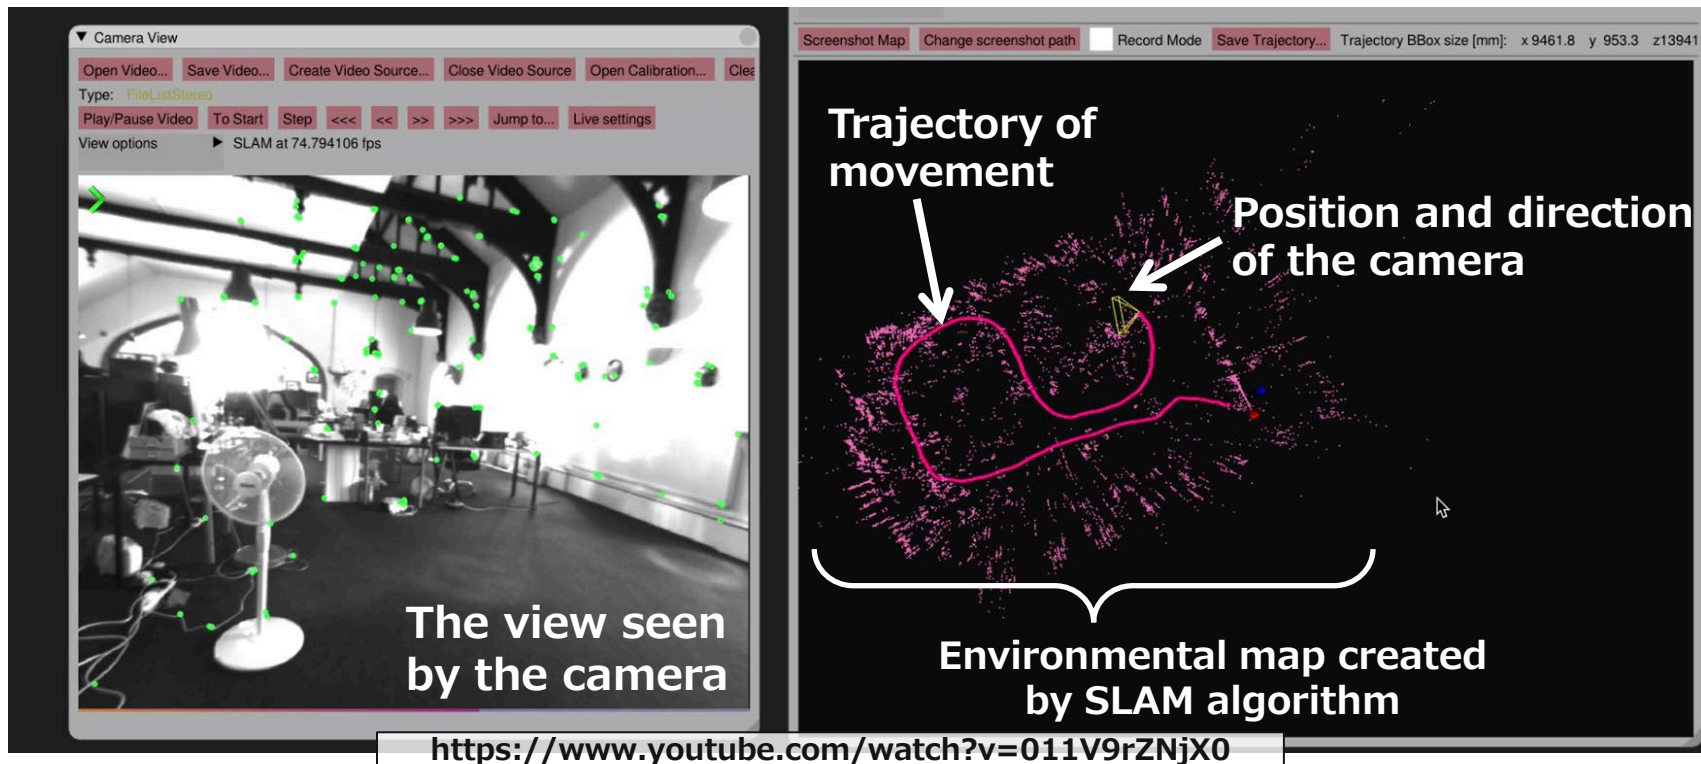 Camera View
Open Video... Save Video... Create Video Source... Close Video Source Open Calibration...
Type: FileListStereo
Play/Pause Video To Start Step <<< << >> >>> Jump to... Live settings
View options SLAM at 74.794106 fps
The view seen
by the camera
Screenshot Map Change screenshot path Record Mode Save Trajectory... Trajectory BBox size [mm]: x 9461.8 y 953.3 z13941
Trajectory of
movement
Position and direction
of the camera
Environmental map created
by SLAM algorithm
https://www.youtube.com/watch?v=011V9rZNjX0